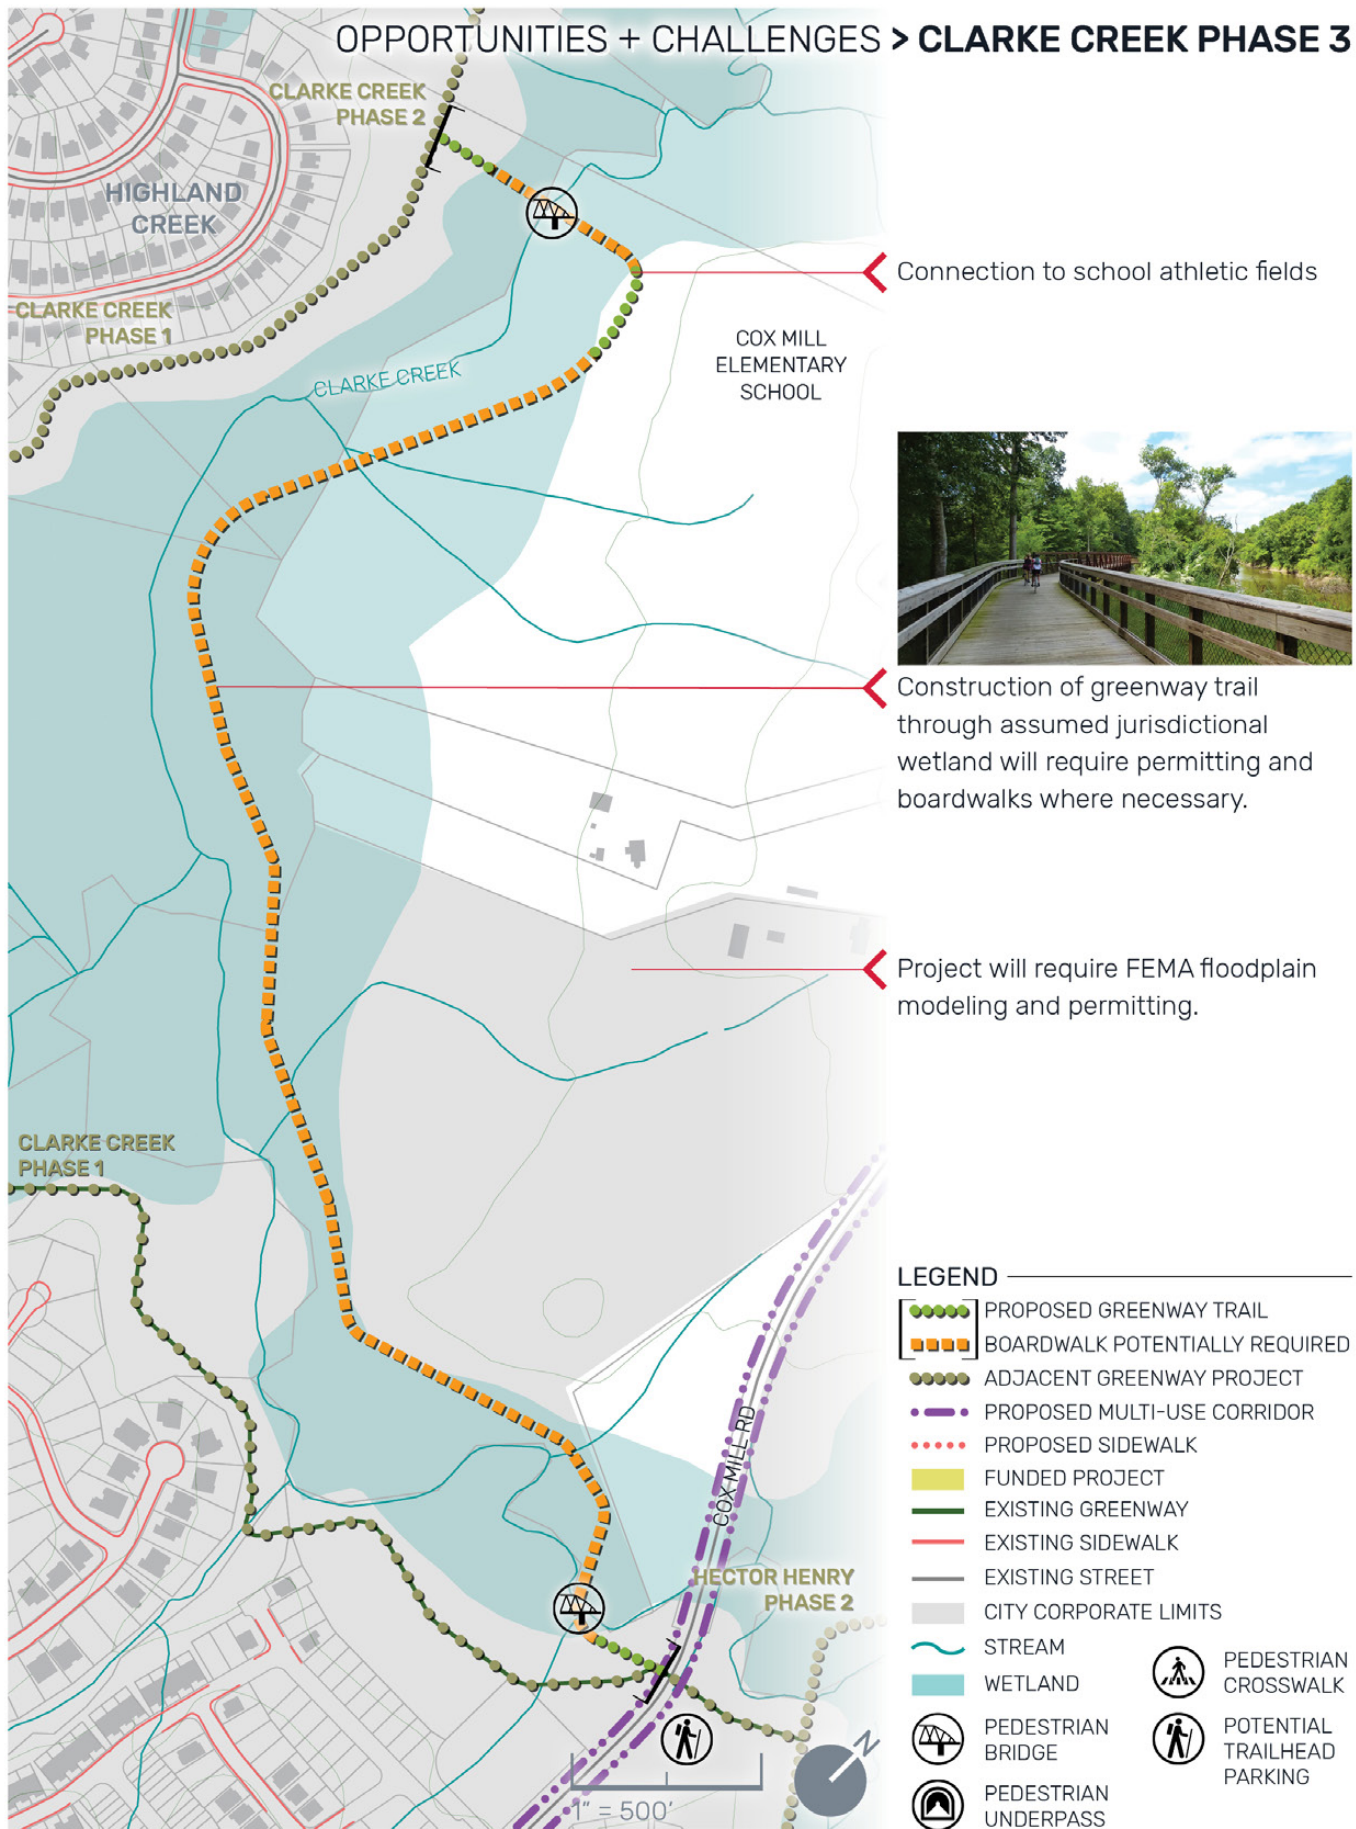 OPPORTUNITIES + CHALLENGES > CLARKE CREEK PHASE 3
CLARKE CREEK
PHASE 2
HIGHLAND
CREEK
CLARKE CREEK
PHASE 1
CLARKE CREEK
COX MILL
ELEMENTARY
SCHOOL
Connection to school athletic fields
Construction of greenway trail
through assumed jurisdictional
wetland will require permitting and
boardwalks where necessary.
Project will require FEMA floodplain
modeling and permitting.
CLARKE CREEK
PHASE 1
COX MILL RD
HECTOR HENRY
PHASE 2
1" = 500'
N
LEGEND
PROPOSED GREENWAY TRAIL
BOARDWALK POTENTIALLY REQUIRED
ADJACENT GREENWAY PROJECT
PROPOSED MULTI-USE CORRIDOR
PROPOSED SIDEWALK
FUNDED PROJECT
EXISTING GREENWAY
EXISTING SIDEWALK
EXISTING STREET
CITY CORPORATE LIMITS
STREAM
WETLAND
PEDESTRIAN
BRIDGE
PEDESTRIAN
UNDERPASS
PEDESTRIAN
CROSSWALK
POTENTIAL
TRAILHEAD
PARKING